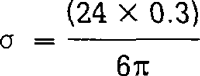 σ = (24 × 0.3) / 6π